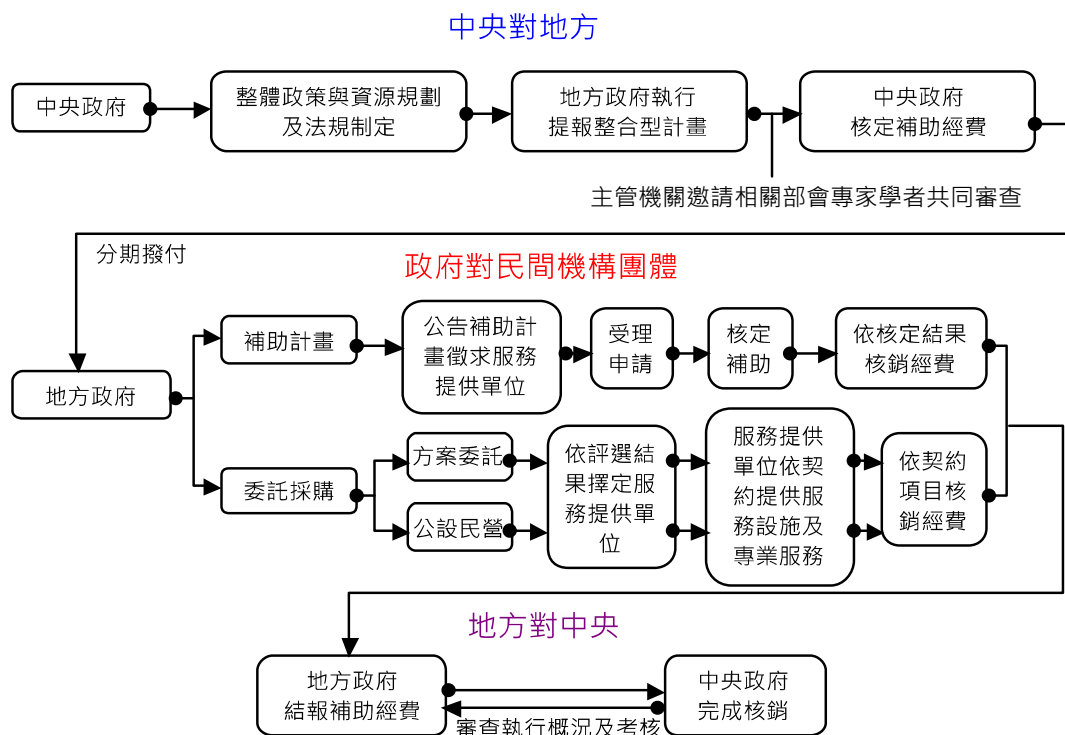 中央對地方
中央政府
整體政策與資源規劃
及法規制定
地方政府執行
提報整合型計畫
中央政府
核定補助經費
主管機關邀請相關部會專家學者共同審查
分期撥付
政府對民間機構團體
地方政府
補助計畫
公告補助計
畫徵求服務
提供單位
受理
申請
核定
補助
依核定結果
核銷經費
委託採購
方案委託
公設民營
依評選結
果擇定服
務提供單
位
服務提供
單位依契
約提供服
務設施及
專業服務
依契約
項目核
銷經費
地方對中央
地方政府
結報補助經費
中央政府
完成核銷
審查執行概況及考核